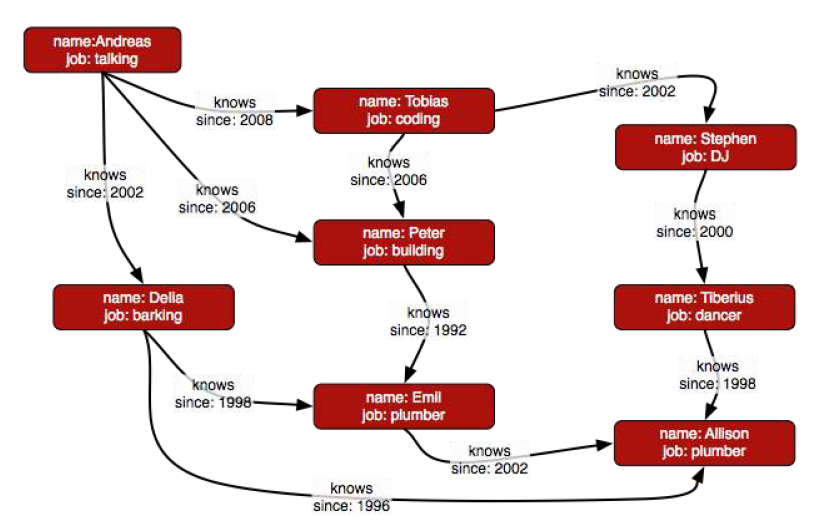 name:Andreas
job: talking
knows
since: 2008
name: Tobias
job: coding
knows
since: 2002
name: Stephen
job: DJ
knows
since: 2002
knows
since: 2006
knows
since: 2006
name: Peter
job: building
knows
since: 2000
name: Delia
job: barking
name: Tiberius
job: dancer
knows
since: 1992
knows
since: 1998
knows
since: 1998
name: Emil
job: plumber
name: Allison
job: plumber
knows
since: 2002
knows
since: 1996